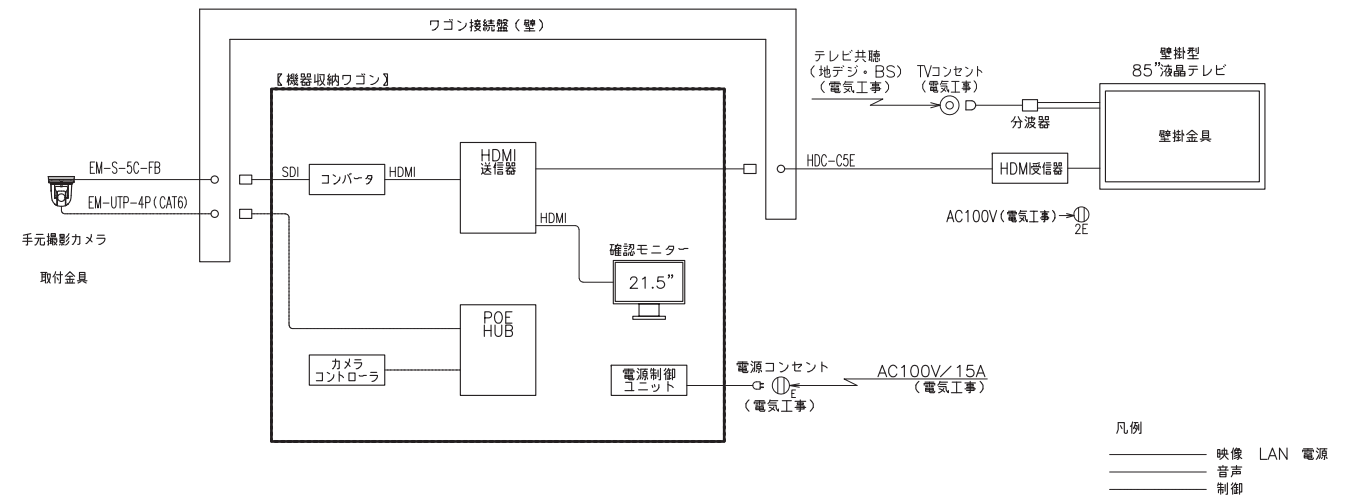 ワゴン接続盤(壁)
【機器収納ワゴン】
EM-S-5C-FB
EM-UTP-4P(CAT6)
手元撮影カメラ
取付金具
SDI
コンバータ
HDMI
HDMI
送信器
HDMI
確認モニター
21.5"
POE
HUB
カメラ
コントローラ
電源制御
ユニット
電源コンセント
E
(電気工事)
AC100V/15A
(電気工事)
テレビ共聴
(地デジ・BS)
(電気工事)
TVコンセント
(電気工事)
分波器
壁掛型
85"液晶テレビ
壁掛金具
HDC-C5E
HDMI受信器
AC100V(電気工事)
2E
凡例
映像 LAN 電源
音声
制御